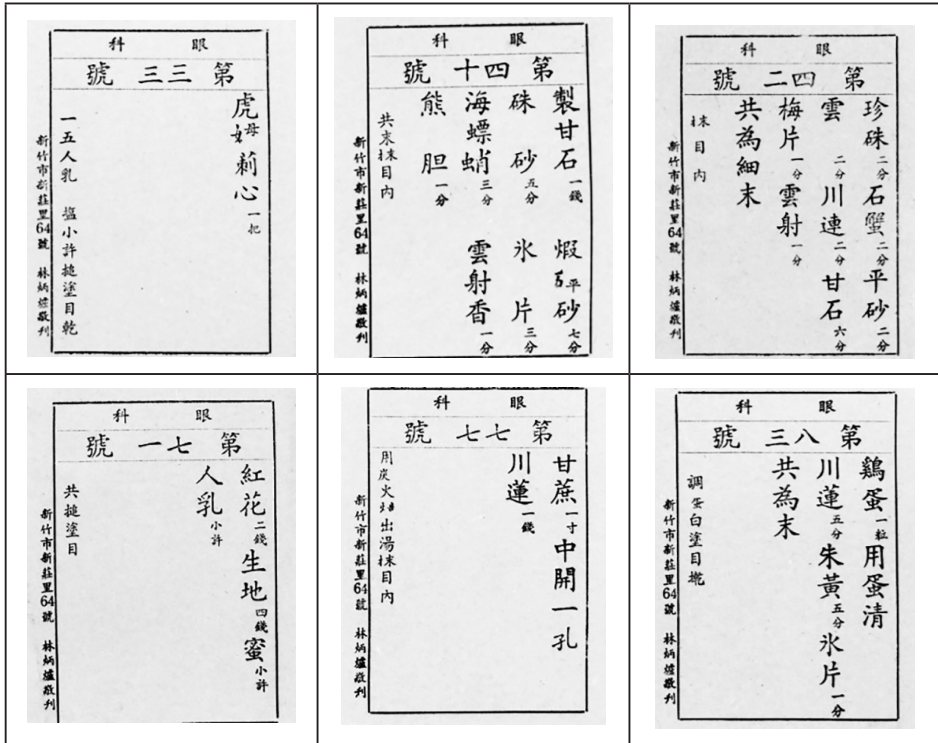 眼科
第三三號
虎母莿心一把
一五人乳 塩小許搥塗目乾
新竹市新莊里64號 林炳爐敬刊
眼科
第四十號
製甘石一錢 煆平砂七分
硃砂五分 氷片三分
海螵蛸三分 雲射香一分
熊胆一分
共末抹目內
新竹市新莊里64號 林炳爐敬刊
眼科
第四二號
珍硃二分 石蟹二分 平砂二分
雲二分 川連二分 甘石六分
梅片一分 雲射一分
共為細末
抹目內
新竹市新莊里64號 林炳爐敬刊
眼科
第七一號
紅花二錢 生地四錢 蜜小許
人乳小許
共搥塗目
新竹市新莊里64號 林炳爐敬刊
眼科
第七七號
甘蔗一寸 中開一孔
川蓮一錢
用炭火出湯抹目內
新竹市新莊里64號 林炳爐敬刊
眼科
第八三號
鷄蛋一粒 用蛋清
川蓮五分 朱黃五分 氷片一分
共為末
調蛋白塗目
新竹市新莊里64號 林炳爐敬刊